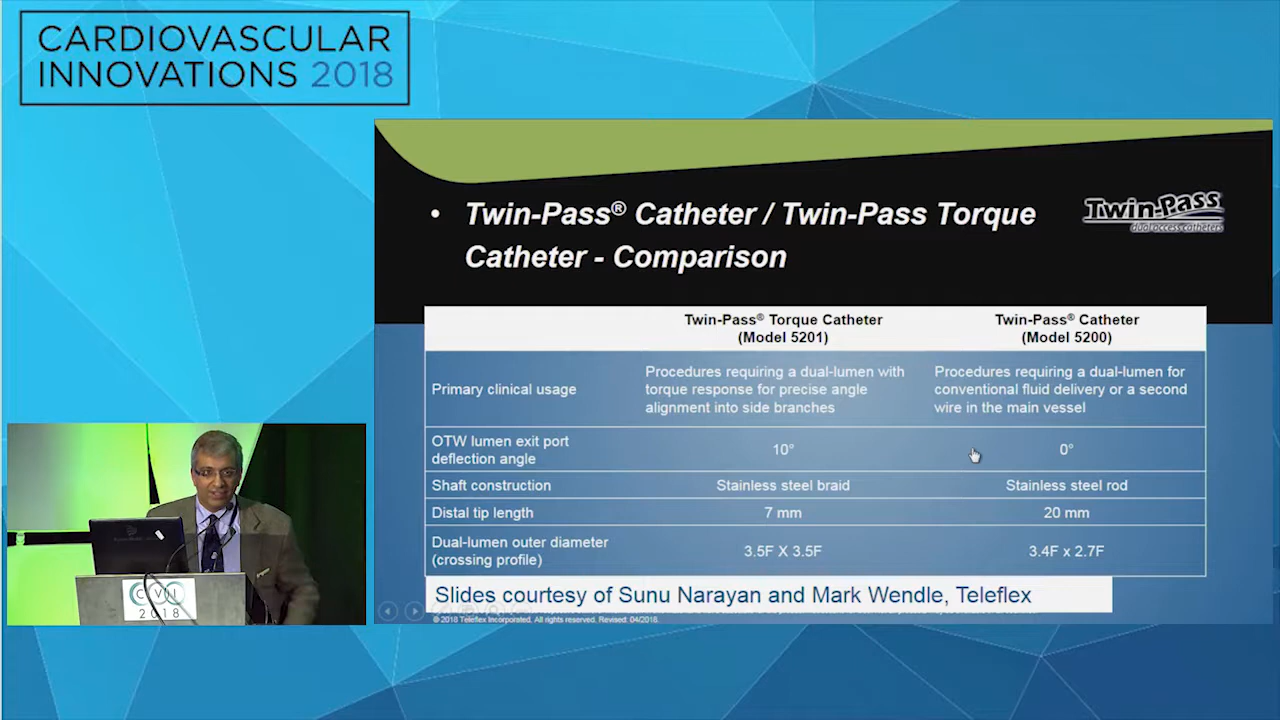 CARDIOVASCULAR
INNOVATIONS 2018
• Twin-Pass® Catheter / Twin-Pass Torque
Catheter - Comparison
Twin-Pass
dual access catheters
Twin-Pass® Torque Catheter
(Model 5201)
Twin-Pass® Catheter
(Model 5200)
Primary clinical usage
Procedures requiring a dual-lumen with
torque response for precise angle
alignment into side branches
Procedures requiring a dual-lumen for
conventional fluid delivery or a second
wire in the main vessel
OTW lumen exit port
deflection angle
10°
0°
Shaft construction
Stainless steel braid
Stainless steel rod
Distal tip length
7 mm
20 mm
Dual-lumen outer diameter
(crossing profile)
3.5F X 3.5F
3.4F x 2.7F
Slides courtesy of Sunu Narayan and Mark Wendle, Teleflex
© 2018 Teleflex Incorporated. All rights reserved. Revised: 04/2018.
2018